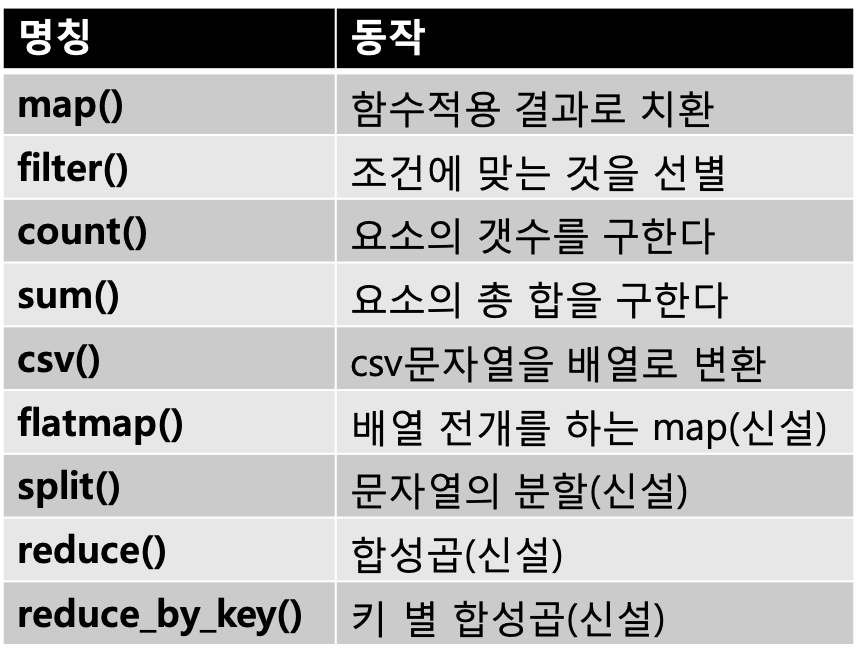 명칭 동작
map() 함수적용 결과로 치환
filter() 조건에 맞는 것을 선별
count() 요소의 갯수를 구한다
sum() 요소의 총 합을 구한다
csv() csv문자열을 배열로 변환
flatmap() 배열 전개를 하는 map(신설)
split() 문자열의 분할(신설)
reduce() 합성곱(신설)
reduce_by_key() 키 별 합성곱(신설)